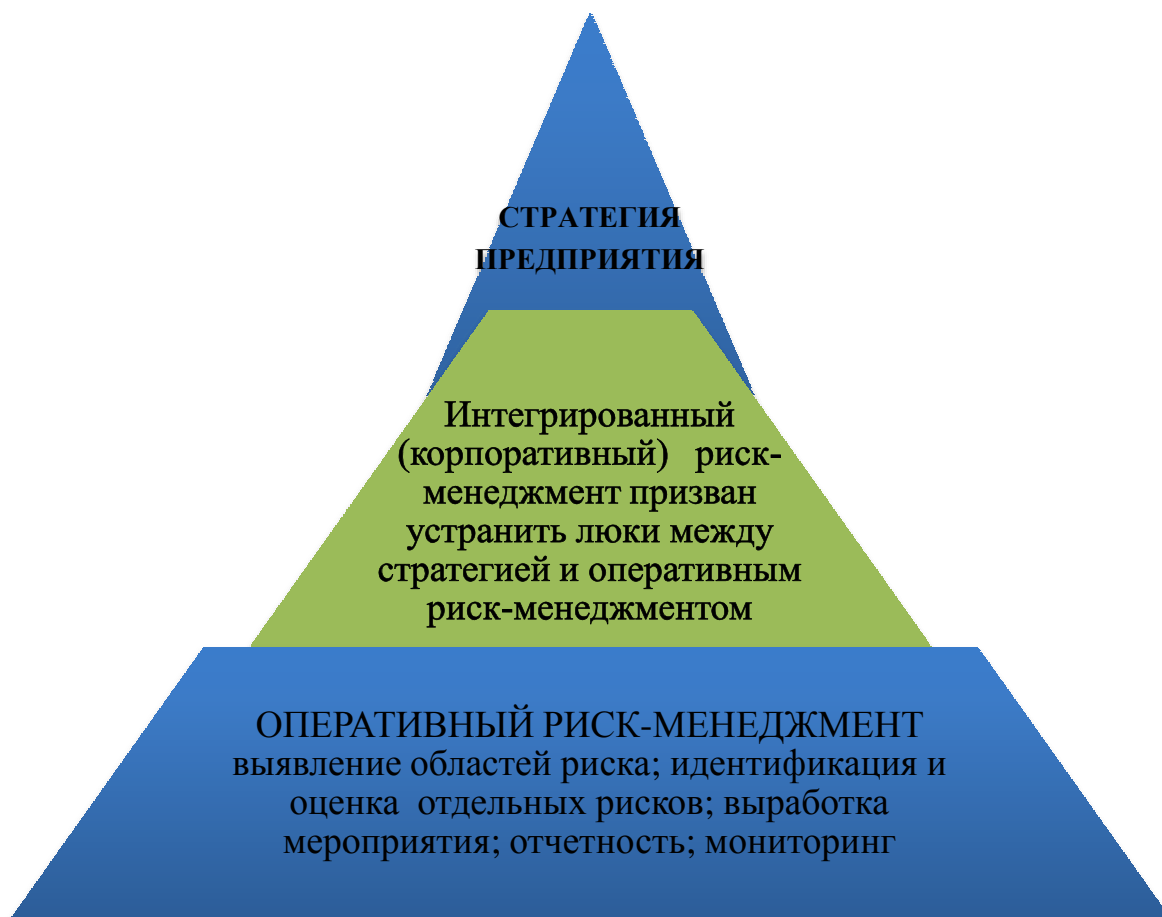 СТРАТЕГИЯ
ПРЕДПРИЯТИЯ
Интегрированный
(корпоративный) риск-
менеджмент призван
устранить люки между
стратегией и оперативным
риск-менеджментом
ОПЕРАТИВНЫЙ РИСК-МЕНЕДЖМЕНТ
выявление областей риска; идентификация и
оценка отдельных рисков; выработка
мероприятия; отчетность; мониторинг